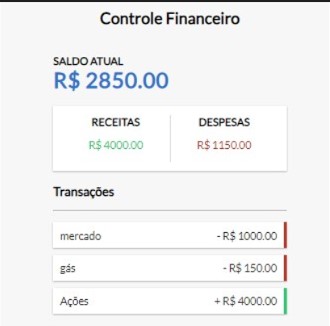 Controle Financeiro
SALDO ATUAL
R$ 2850.00
RECEITAS DESPESAS
R$ 4000.00 R$ 1150.00
Transações
mercado - R$ 1000.00
gás - R$ 150.00
Ações + R$ 4000.00